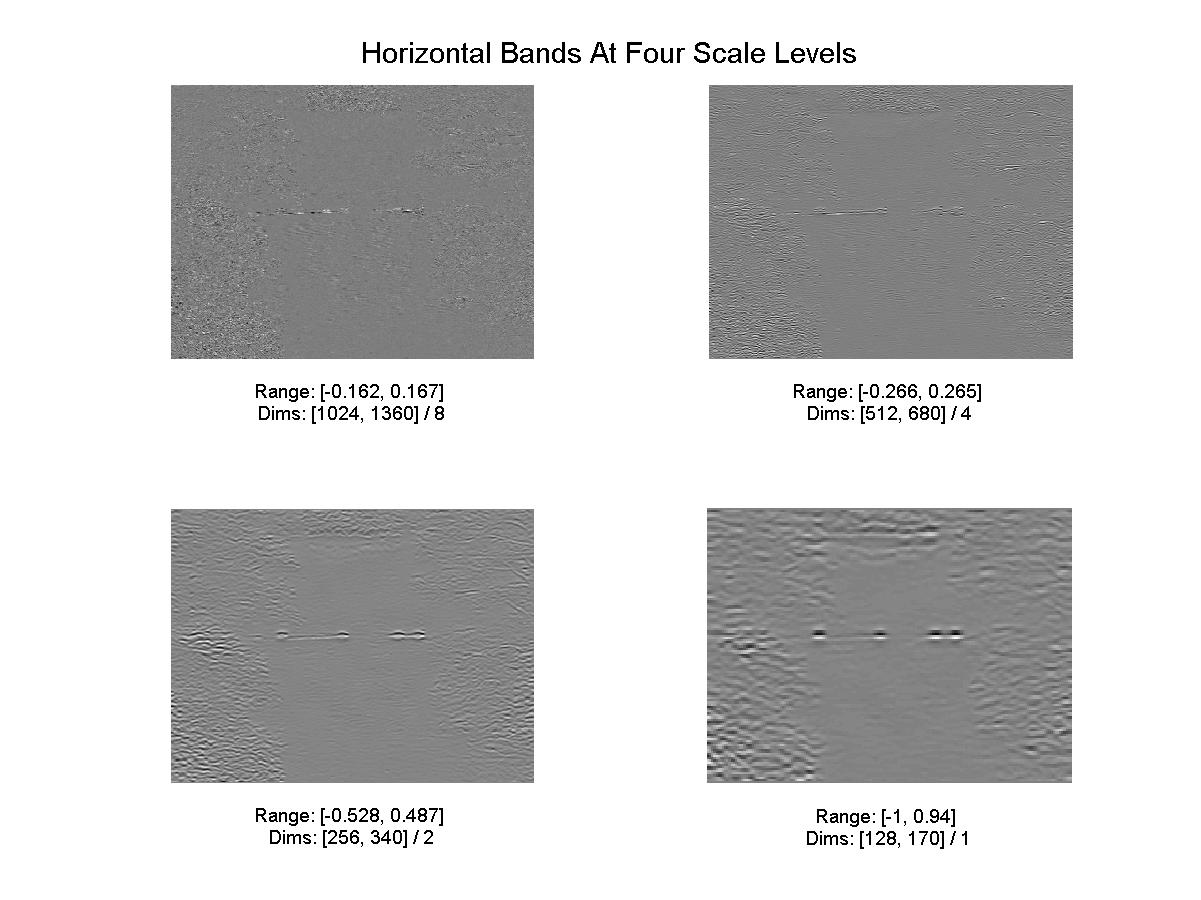 Horizontal Bands At Four Scale Levels
Range: [-0.162, 0.167]
Dims: [1024, 1360] / 8
Range: [-0.266, 0.265]
Dims: [512, 680] / 4
Range: [-0.528, 0.487]
Dims: [256, 340] / 2
Range: [-1, 0.94]
Dims: [128, 170] / 1